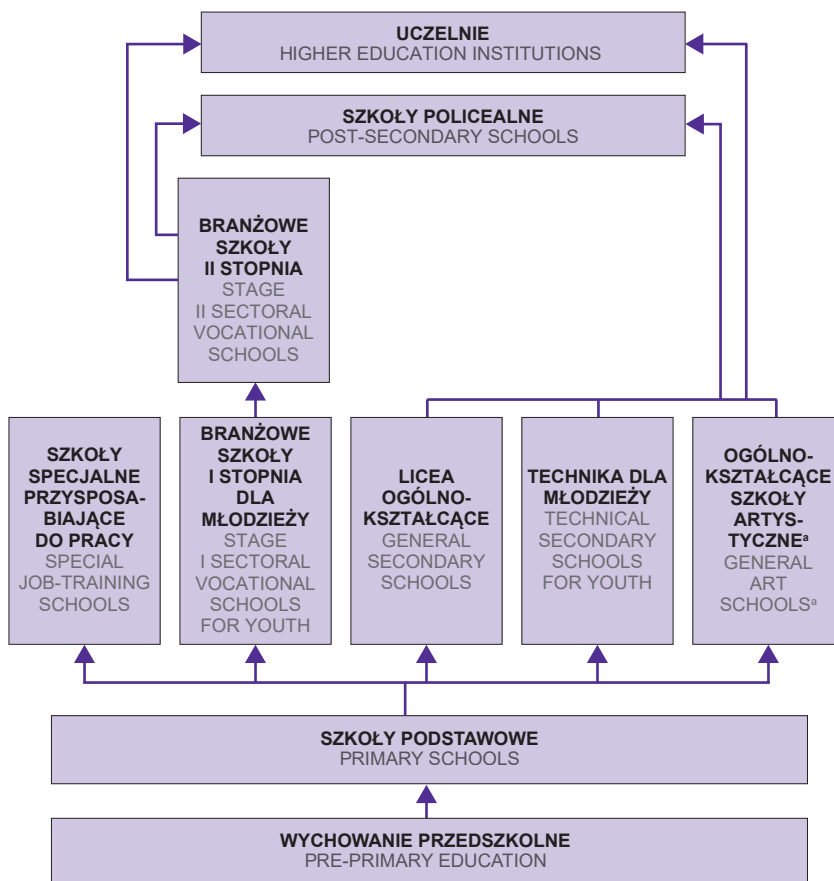 UCZELNIE
HIGHER EDUCATION INSTITUTIONS
SZKOŁY POLICEALNE
POST-SECONDARY SCHOOLS
BRANŻOWE
SZKOŁY
II STOPNIA
STAGE
II SECTORAL
VOCATIONAL
SCHOOLS
SZKOŁY
SPECJALNE
PRZYSPOSA-
BIAJĄCE
DO PRACY
SPECIAL
JOB-TRAINING
SCHOOLS
BRANŻOWE
SZKOŁY
I STOPNIA
DLA
MŁODZIEŻY
STAGE
I SECTORAL
VOCATIONAL
SCHOOLS
FOR YOUTH
LICEA
OGÓLNO-
KSZTAŁCĄCE
GENERAL
SECONDARY
SCHOOLS
TECHNIKA DLA
MŁODZIEŻY
TECHNICAL
SECONDARY
SCHOOLS
FOR YOUTH
OGÓLNO-
KSZTAŁCĄCE
SZKOŁY
ARTYS-
TYCZNEᵃ
GENERAL
ART
SCHOOLSᵃ
SZKOŁY PODSTAWOWE
PRIMARY SCHOOLS
WYCHOWANIE PRZEDSZKOLNE
PRE-PRIMARY EDUCATION